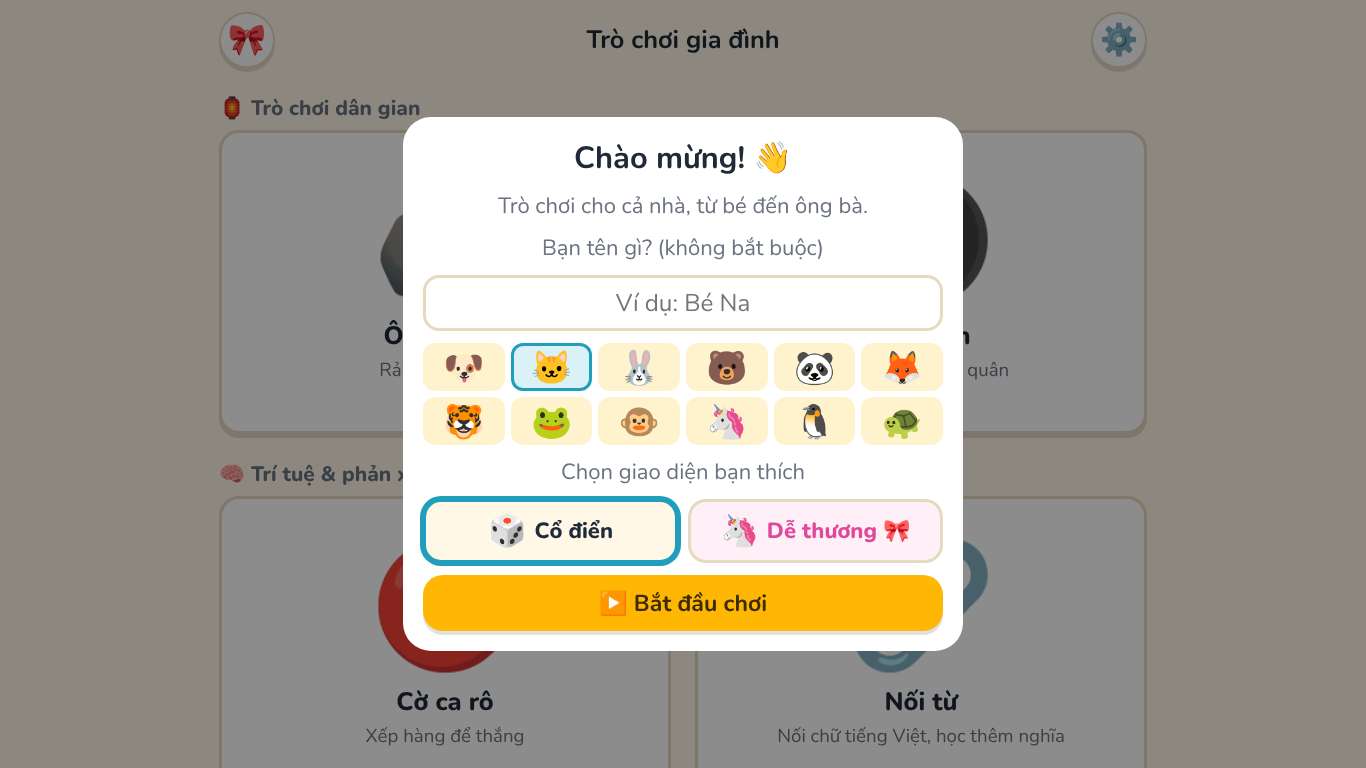 Trò chơi gia đình
Trò chơi dân gian
Chào mừng! 👋
Trò chơi cho cả nhà, từ bé đến ông bà.
Bạn tên gì? (không bắt buộc)
Ví dụ: Bé Na
quân
Chọn giao diện bạn thích
Trí tuệ & phản
Cổ điển
Dễ thương 🎀
▶️ Bắt đầu chơi
Cờ ca rô
Xếp hàng để thắng
Nối từ
Nối chữ tiếng Việt, học thêm nghĩa